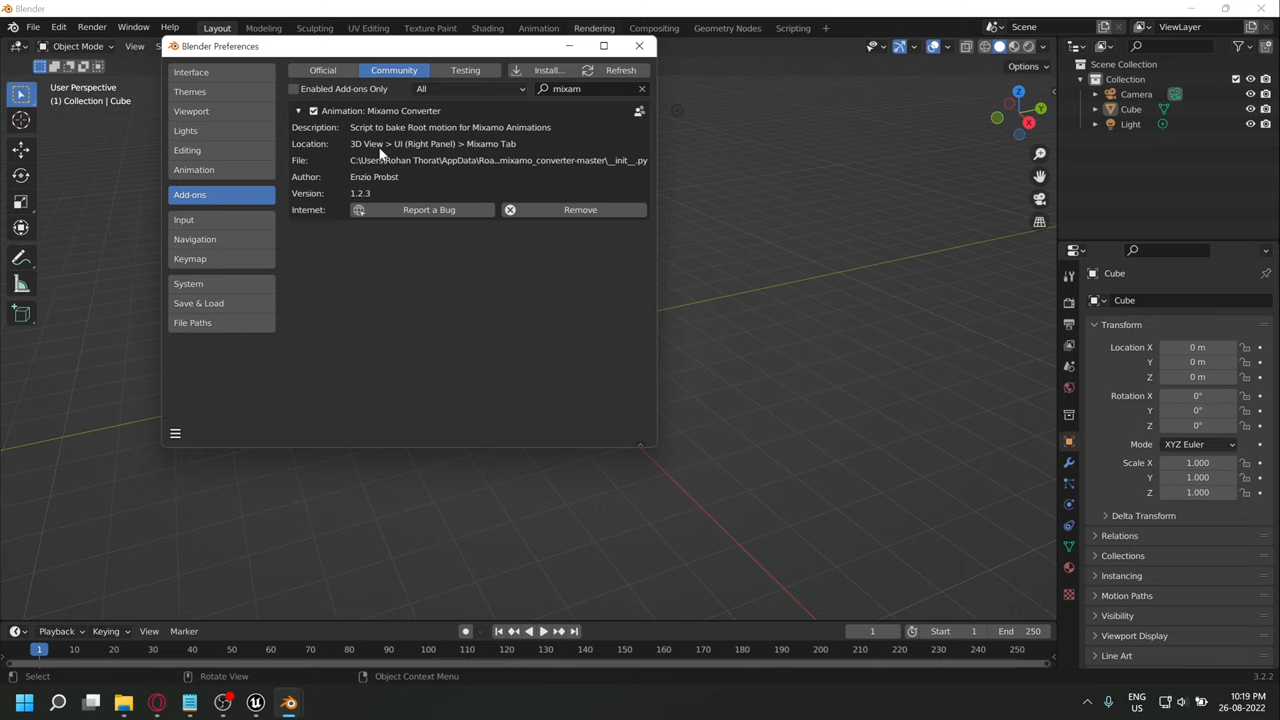 Blender
File Edit Render Window Help Layout Modeling Sculpting UV Editing Texture Paint Shading Animation Rendering Compositing Geometry Nodes Scripting + Scene ViewLayer
Object Mode View
Blender Preferences
Options
User Perspective
(1) Collection | Cube
Interface
Themes
Viewport
Lights
Editing
Animation
Add-ons
Input
Navigation
Keymap
System
Save & Load
File Paths
Official Community Testing Install... Refresh
Enabled Add-ons Only All mixam
Animation: Mixamo Converter
Description: Script to bake Root motion for Mixamo Animations
Location: 3D View > UI (Right Panel) > Mixamo Tab
File: C:\Users\Rohan Thorat\AppData\Roa...mixamo_converter-master\__init__.py
Author: Enzio Probst
Version: 1.2.3
Internet: Report a Bug Remove
Z
Y
X
Scene Collection
Collection
Camera
Cube
Light
Cube
Cube
Transform
Location X 0 m
Y 0 m
Z 0 m
Rotation X 0°
Y 0°
Z 0°
Mode XYZ Euler
Scale X 1.000
Y 1.000
Z 1.000
Delta Transform
Relations
Collections
Instancing
Motion Paths
Visibility
Viewport Display
Line Art
Playback Keying View Marker 1 Start 1 End 250
1 10 20 30 40 50 60 70 80 90 100 110 120 130 140 150 160 170 180 190 200 210 220 230 240 250
Select Rotate View Object Context Menu 3.2.2
ENG
US
10:19 PM
26-08-2022